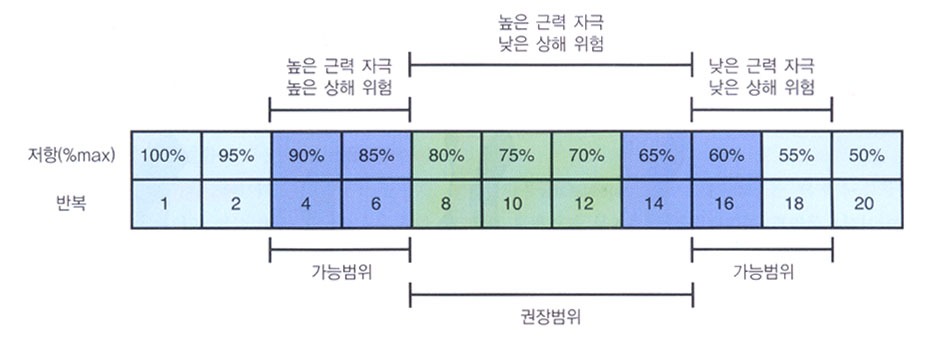 높은 근력 자극
낮은 상해 위험
높은 근력 자극
높은 상해 위험
낮은 근력 자극
낮은 상해 위험
저항(%max) 100% 95% 90% 85% 80% 75% 70% 65% 60% 55% 50%
반복 1 2 4 6 8 10 12 14 16 18 20
가능범위 가능범위
권장범위